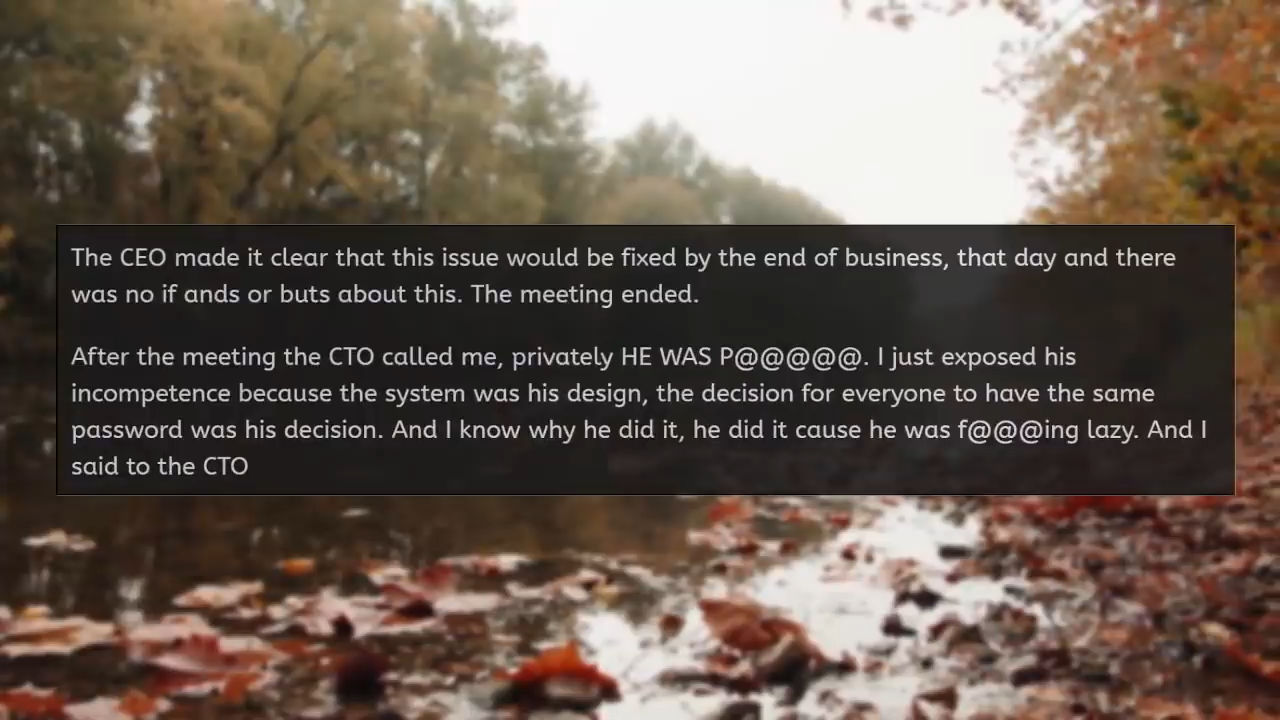 The CEO made it clear that this issue would be fixed by the end of business, that day and there
was no if ands or buts about this. The meeting ended.
After the meeting the CTO called me, privately HE WAS P@@@@@. I just exposed his
incompetence because the system was his design, the decision for everyone to have the same
password was his decision. And I know why he did it, he did it cause he was f@@@ing lazy. And I
said to the CTO